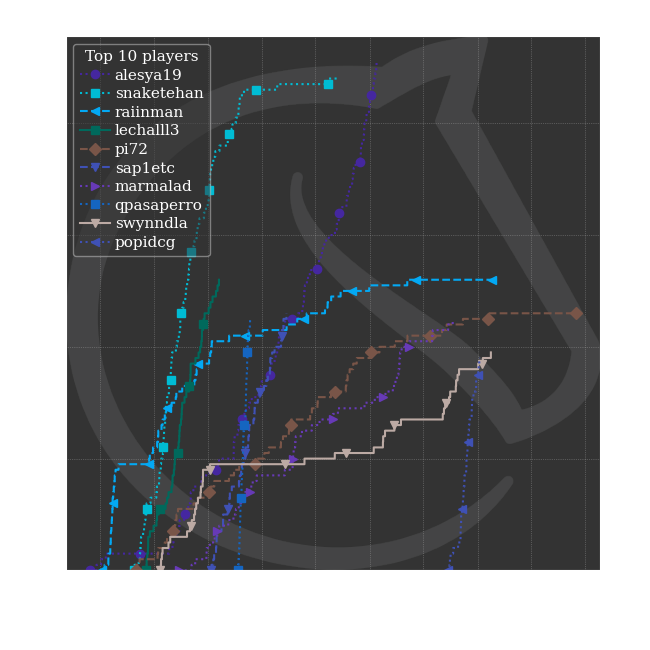 Top 10 players
alesya19
snaketehan
raiinman
lechalll3
pi72
sap1etc
marmalad
qpasaperro
swynndla
popidcg